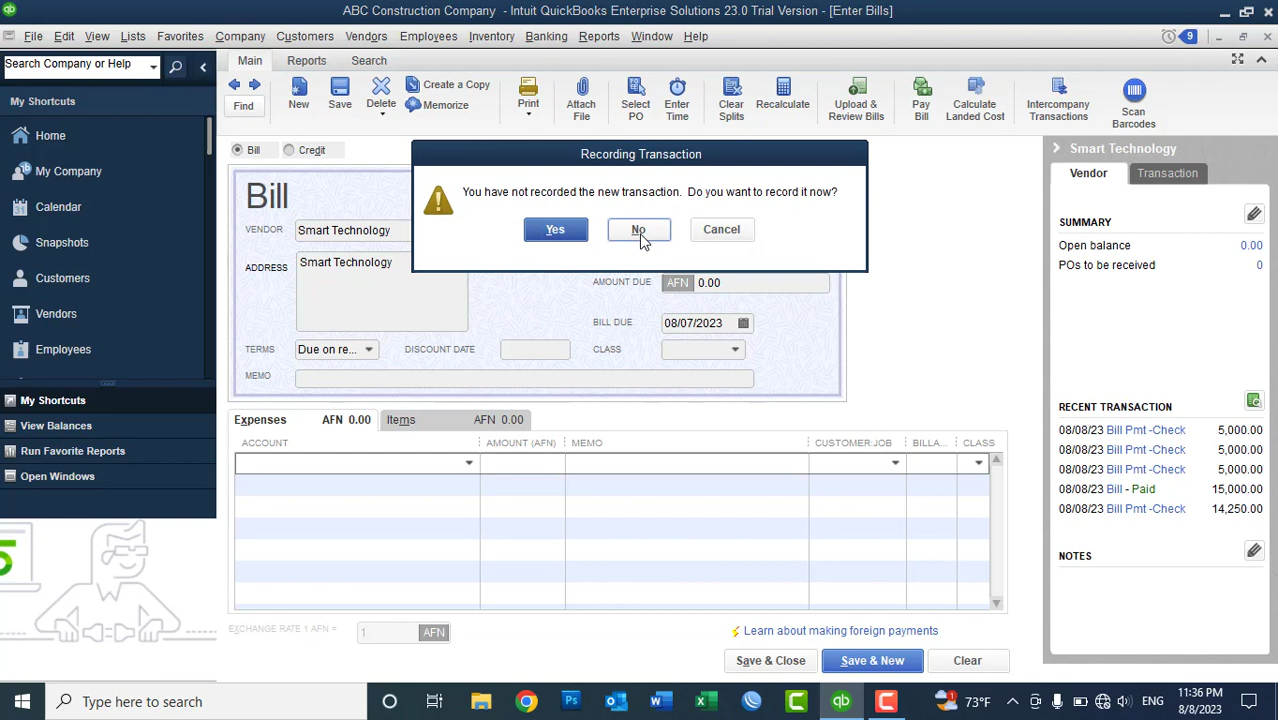 ABC Construction Company - Intuit QuickBooks Enterprise Solutions 23.0 Trial Version - [Enter Bills]
File Edit View Lists Favorites Company Customers Vendors Employees Inventory Banking Reports Window Help 9
Search Company or Help
My Shortcuts
Home
My Company
Calendar
Snapshots
Customers
Vendors
Employees
My Shortcuts
View Balances
Run Favorite Reports
Open Windows
Main Reports Search
Find
New
Save
Delete
Create a Copy
Memorize
Print
Attach File
Select PO
Enter Time
Clear Splits
Recalculate
Upload & Review Bills
Pay Bill
Calculate Landed Cost
Intercompany Transactions
Scan Barcodes
Bill Credit
Recording Transaction
You have not recorded the new transaction. Do you want to record it now?
Yes No Cancel
Bill
VENDOR Smart Technology
ADDRESS Smart Technology
AMOUNT DUE AFN 0.00
BILL DUE 08/07/2023
TERMS Due on re... DISCOUNT DATE CLASS
MEMO
Expenses AFN 0.00 Items AFN 0.00
ACCOUNT AMOUNT (AFN) MEMO CUSTOMER:JOB BILLA... CLASS
EXCHANGE RATE 1 AFN = 1 AFN
Learn about making foreign payments
Save & Close Save & New Clear
Smart Technology
Vendor Transaction
SUMMARY
Open balance 0.00
POs to be received 0
RECENT TRANSACTION
08/08/23 Bill Pmt -Check 5,000.00
08/08/23 Bill Pmt -Check 5,000.00
08/08/23 Bill Pmt -Check 5,000.00
08/08/23 Bill - Paid 15,000.00
08/08/23 Bill Pmt -Check 14,250.00
NOTES
Type here to search
73°F
ENG
11:36 PM
8/8/2023